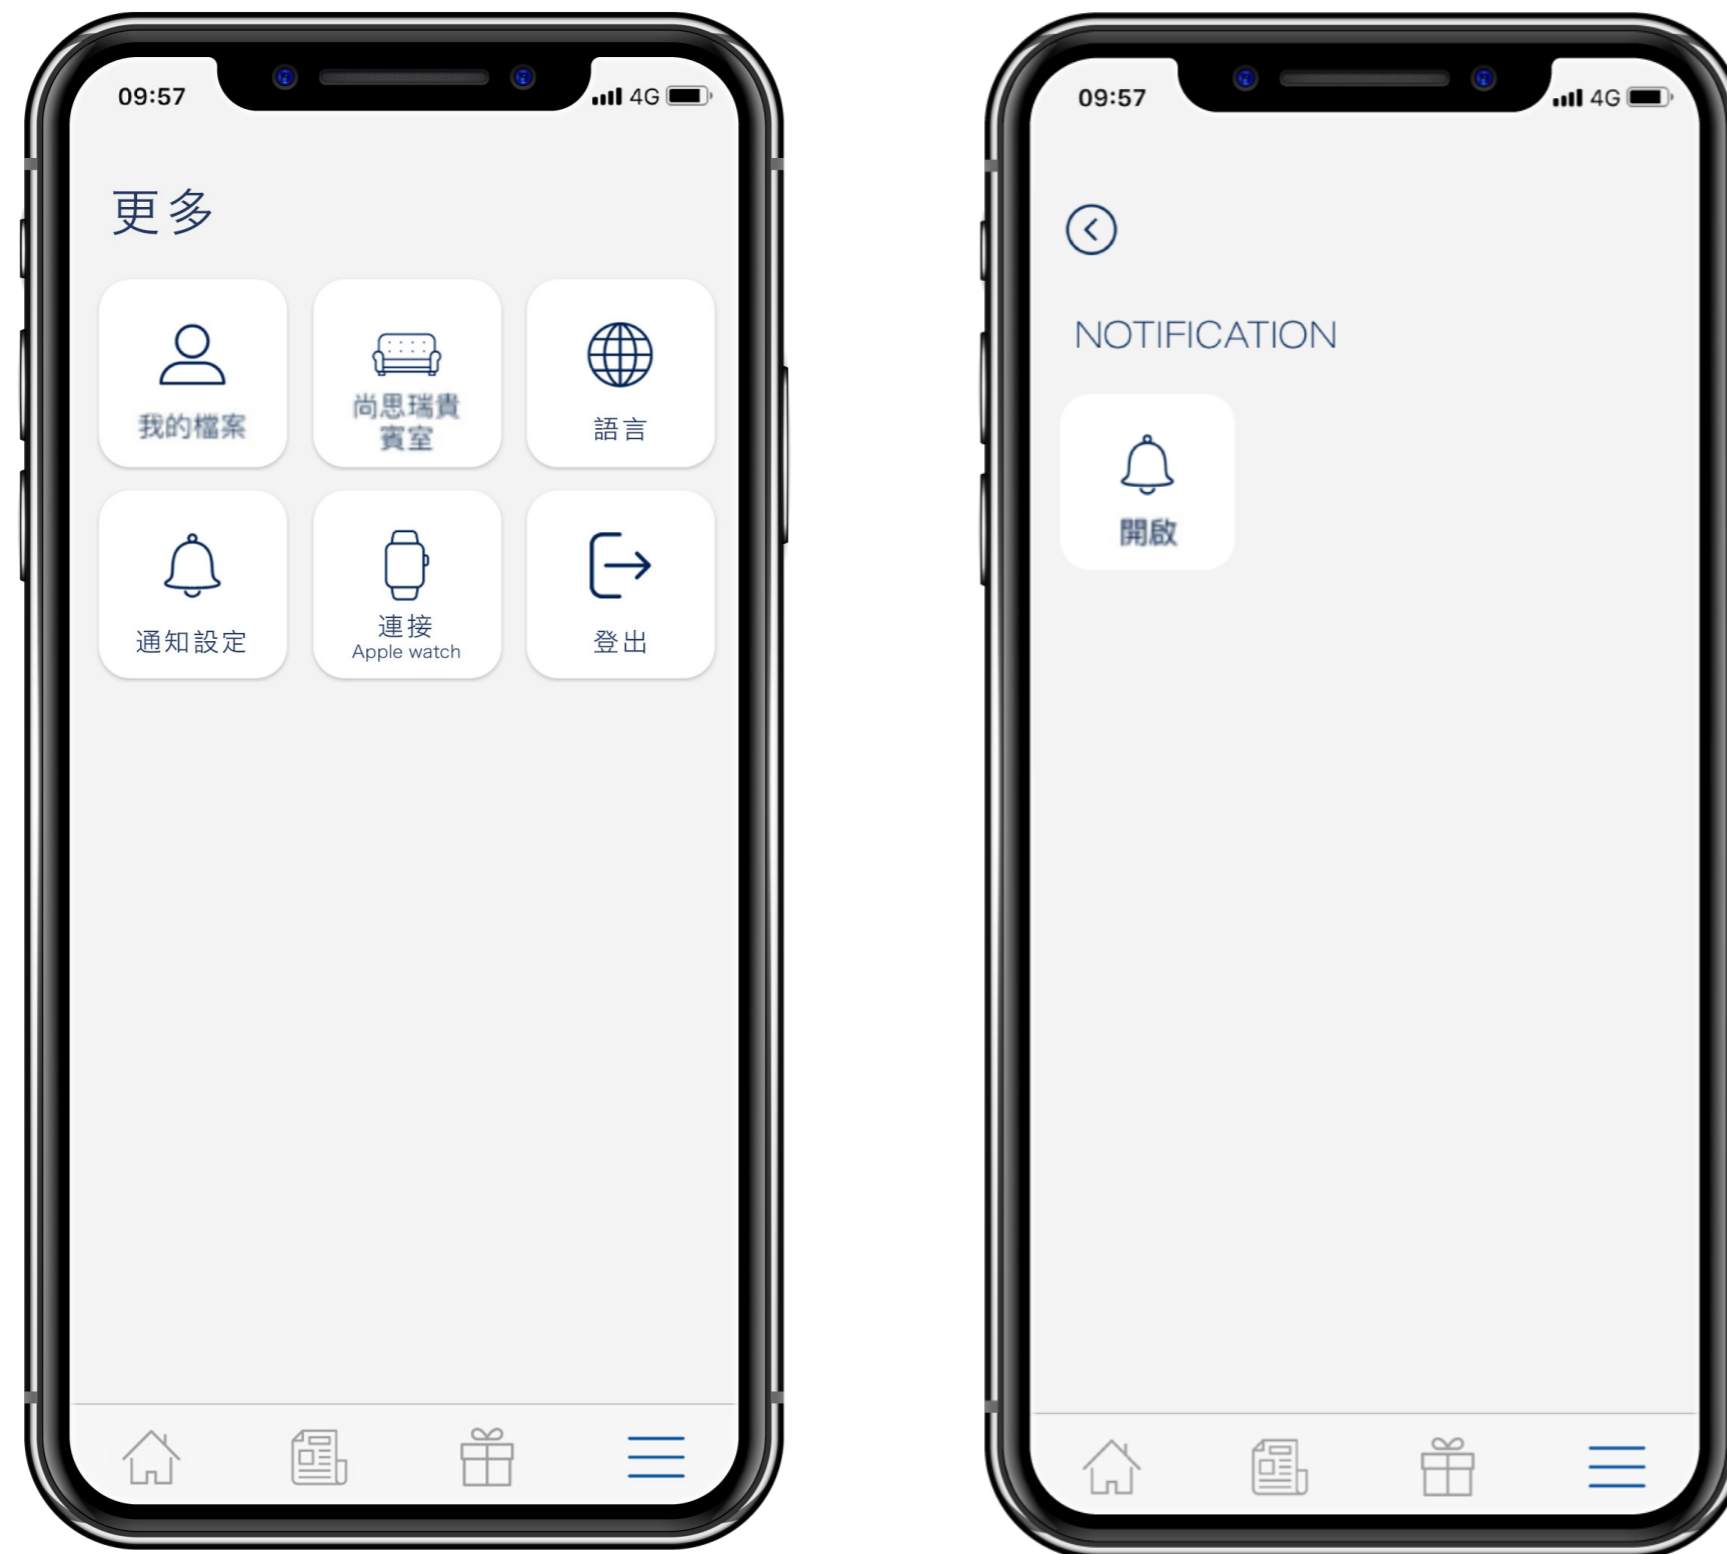 09:57
4G
更多
我的檔案
尚思瑞貴
賓室
語言
通知設定
連接
Apple watch
登出
09:57
4G
NOTIFICATION
開啟